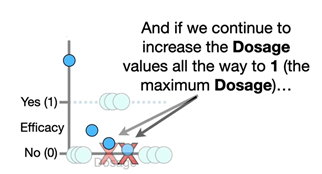 And if we continue to
increase the Dosage
values all the way to 1 (the
maximum Dosage)…
Yes (1)
Efficacy
No (0)
Dosage